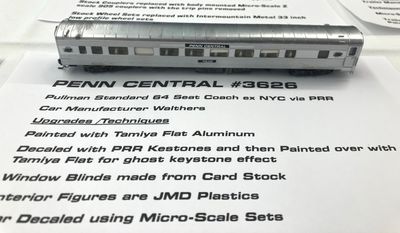 Stock Couplers replaced with body mounted Micro-Scale Z
scale 905 couplers with the trip pins removed
Stock Wheel Sets replaced with Intermountain Metal 33 inch
low profile wheel sets
PENN CENTRAL
PENN CENTRAL #3626
Pullman Standard 64 Seat Coach ex NYC via PRR
Car Manufacturer Walthers
Upgrades /Techniques
Painted with Tamiya Flat Aluminum
Decaled with PRR Kestones and then Painted over with
Tamiya Flat for ghost keystone effect
Window Blinds made from Card Stock
nterior Figures are JMD Plastics
ar Decaled using Micro-Scale Sets